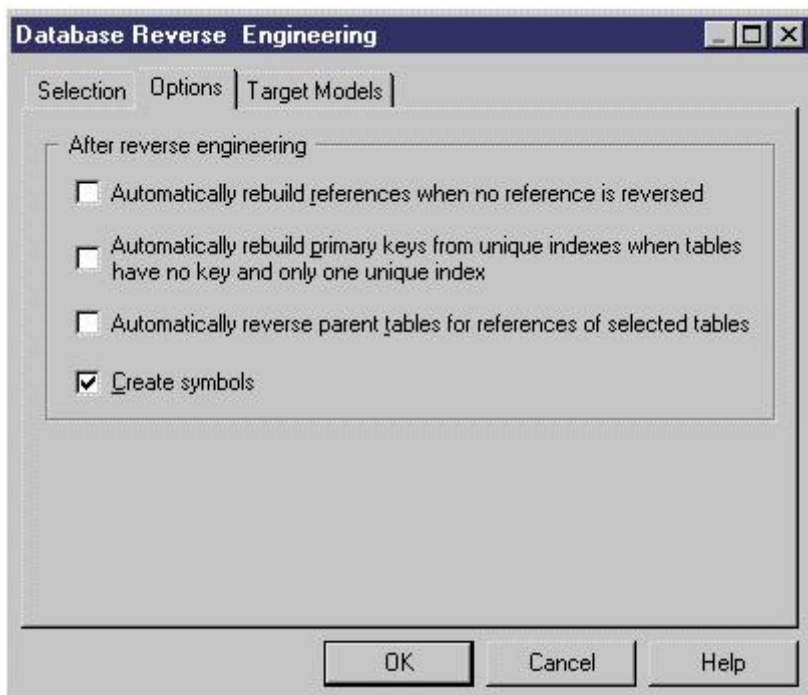 Database Reverse Engineering
Selection Options Target Models
After reverse engineering
Automatically rebuild references when no reference is reversed
Automatically rebuild primary keys from unique indexes when tables
have no key and only one unique index
Automatically reverse parent tables for references of selected tables
Create symbols
OK Cancel Help